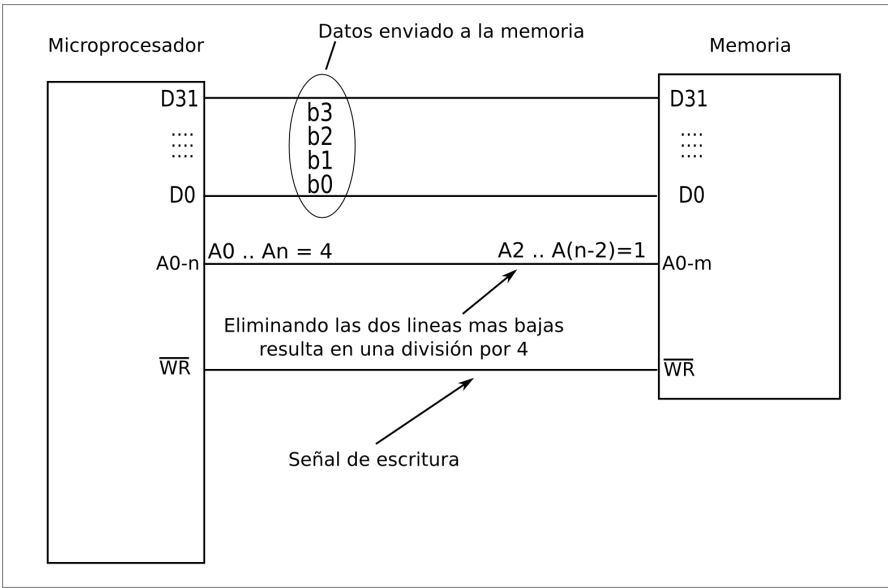 Datos enviado a la memoria
Microprocesador
Memoria
D31
b3
b2
b1
b0
D31
....
....
....
....
D0
D0
A0 .. An = 4
A2 .. A(n-2)=1
A0-n
A0-m
Eliminando las dos lineas mas bajas
resulta en una división por 4
WR
WR
Señal de escritura